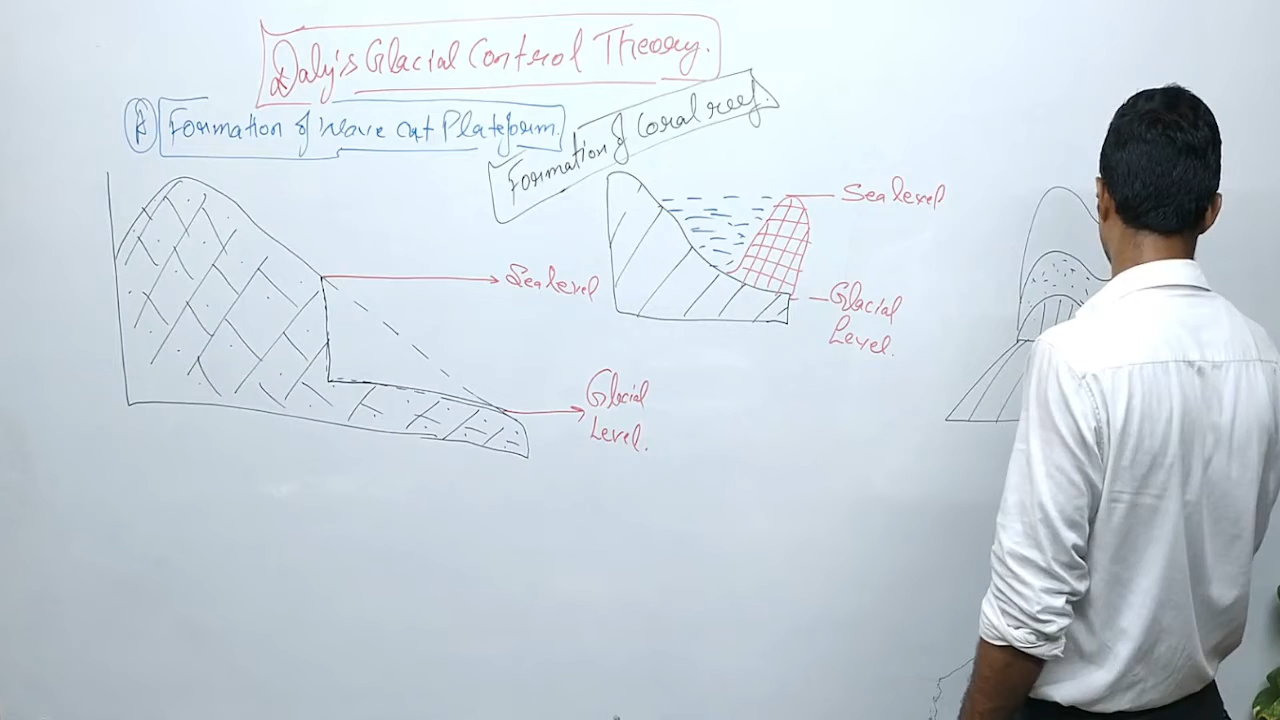 Daly's Glacial Control Theory.
A Formation of Wave cut Plateform.
Formation of Coral reef.
Sea level
Glacial
Level.
Sea level
Glacial
Level.